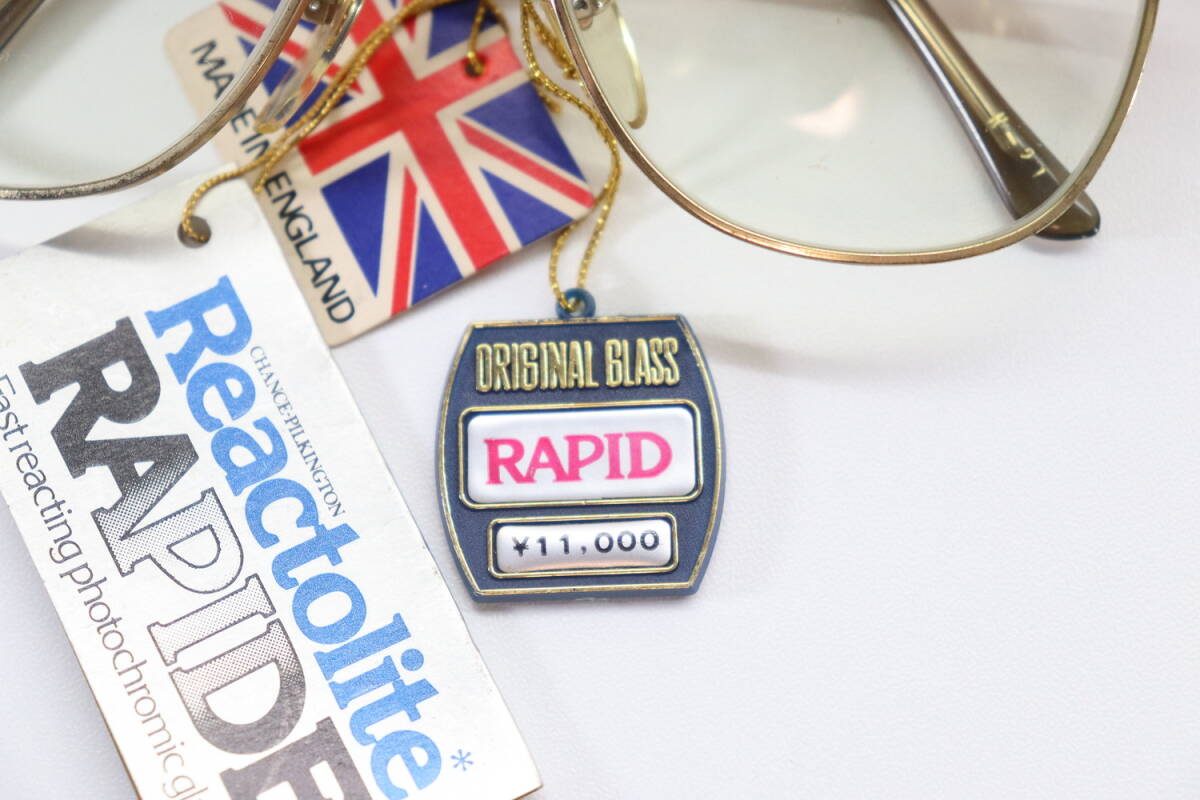 MADE IN ENGLAND
Reactolite*
CHANCE-PILKINGTON
RAPIDE
Fast reacting photochromic
ORIGINAL GLASS
RAPID
¥11,000